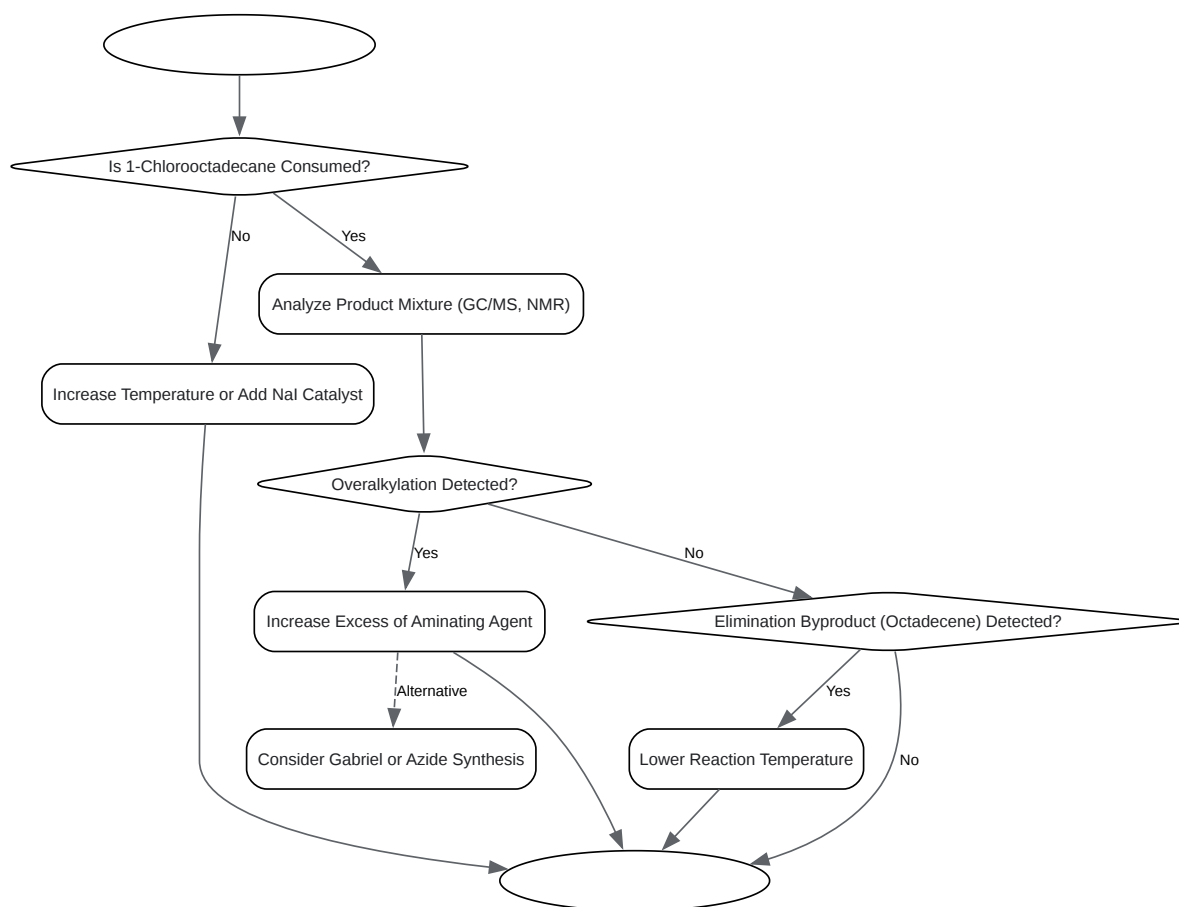 Is 1-Chlorooctadecane Consumed?
No
Yes
Analyze Product Mixture (GC/MS, NMR)
Increase Temperature or Add NaI Catalyst
Overalkylation Detected?
Yes
No
Increase Excess of Aminating Agent
Elimination Byproduct (Octadecene) Detected?
Alternative
Yes
Consider Gabriel or Azide Synthesis
Lower Reaction Temperature
No